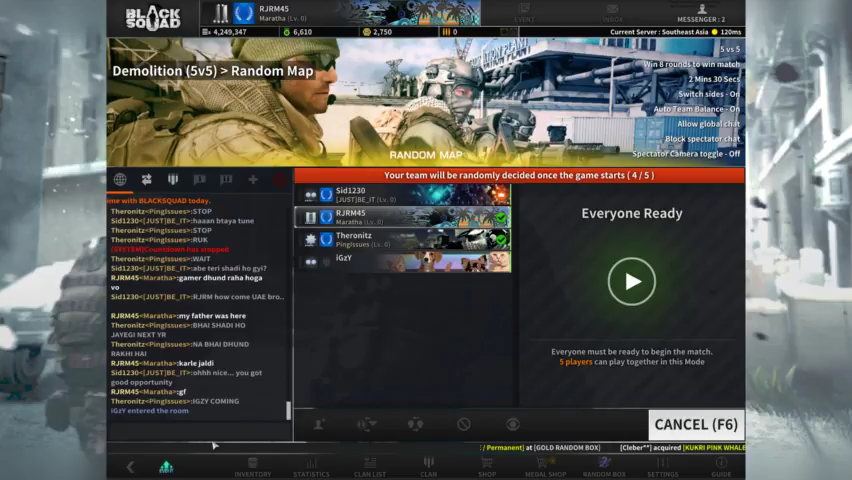 BLACK SQUAD
RJRM45
Maratha (Lv. 0)
EVENT
INBOX
MESSENGER : 2
4,249,347
6,610
2,750
0
Current Server : Southeast Asia 120ms
Demolition (5v5) > Random Map
5 vs 5
Win 8 rounds to win match
2 Mins 30 Secs
Switch sides - On
Auto Team Balance - On
Allow global chat
Block spectator chat
Spectator Camera toggle - Off
RANDOM MAP
Your team will be randomly decided once the game starts ( 4 / 5 )
ime with BLACKSQUAD today.
Theronitz<PingIssues>:STOP
Sid1230<[JUST]BE_IT>:haaan btaya tune
Theronitz<PingIssues>:STOP
Theronitz<PingIssues>:RUK
[SYSTEM]Countdown has stopped
Theronitz<PingIssues>:WAIT
Sid1230<[JUST]BE_IT>:abe teri shadi ho gyi?
RJRM45<Maratha>:gamer dhund raha hoga
vo
Sid1230<[JUST]BE_IT>:RJRM how come UAE bro..
RJRM45<Maratha>:my father was here
Theronitz<PingIssues>:BHAI SHADI HO
JAYEGI NEXT YR
Theronitz<PingIssues>:NA BHAI DHUND
RAKHI HAI
RJRM45<Maratha>:karle jaldi
Sid1230<[JUST]BE_IT>:ohhh nice... you got
good opportunity
RJRM45<Maratha>:gf
Theronitz<PingIssues>:IGZY COMING
iGzY entered the room
Sid1230
[JUST]BE_IT (Lv. 0)
RJRM45
Maratha (Lv. 0)
Theronitz
PingIssues (Lv. 0)
iGzY
Everyone Ready
Everyone must be ready to begin the match.
5 players can play together in this Mode
CANCEL (F6)
/ Permanent] at [GOLD RANDOM BOX] [Cleber**] acquired [KUKRI PINK WHALE
INVENTORY
STATISTICS
CLAN LIST
CLAN
SHOP
MEDAL SHOP
RANDOM BOX
SETTINGS
GUIDE